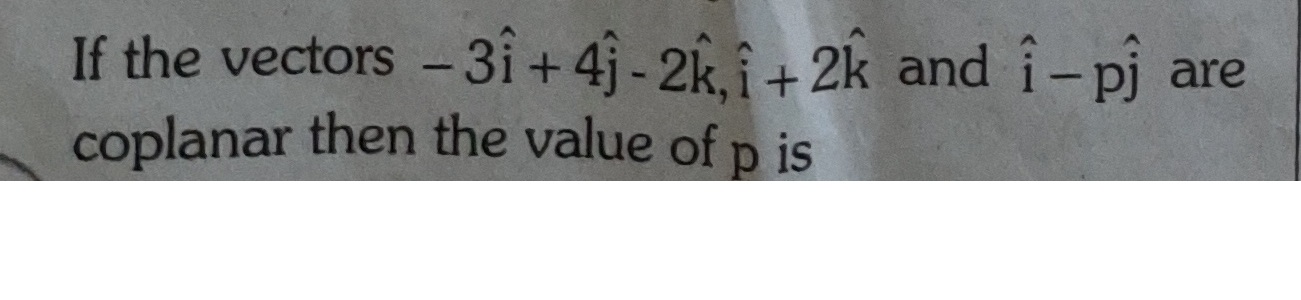 If the vectors −3î + 4ĵ - 2k̂, î + 2k̂ and î − pĵ are
coplanar then the value of p is